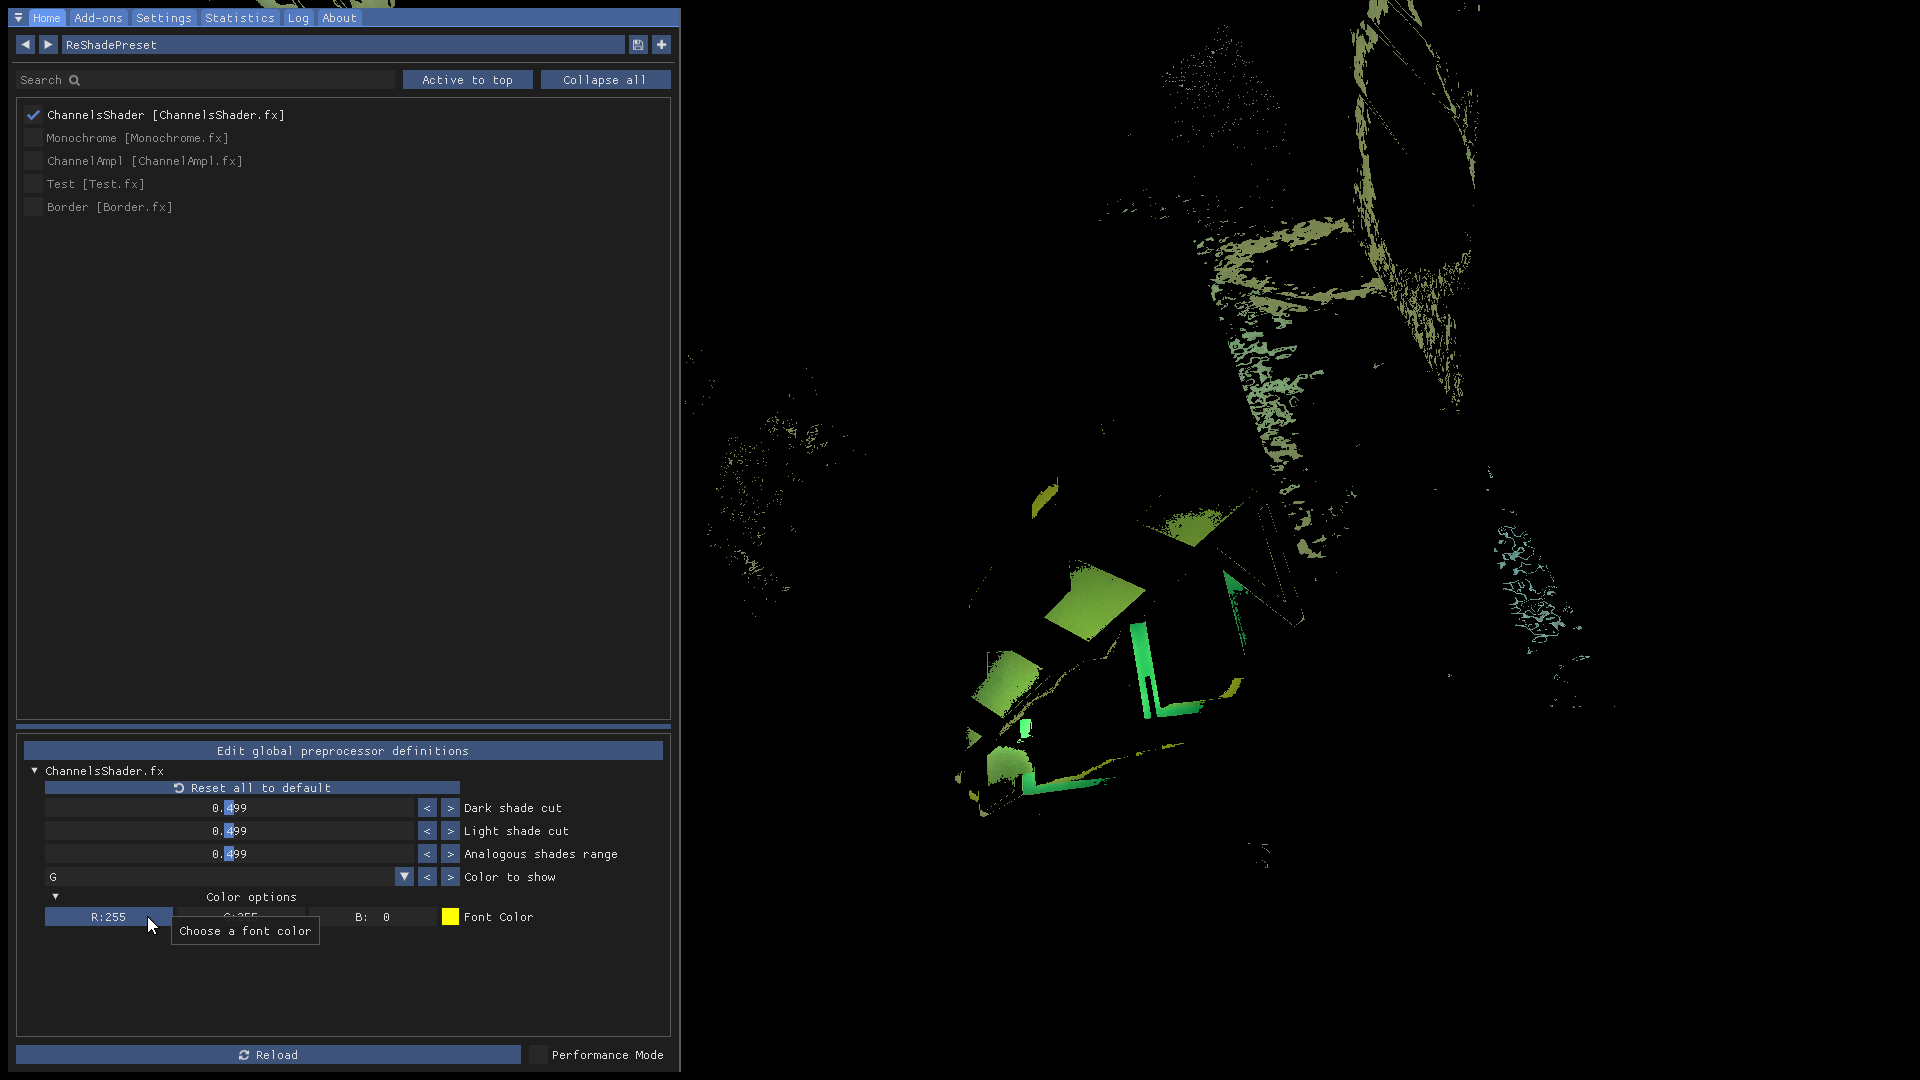 Home Add-ons Settings Statistics Log About
ReShadePreset
Search Active to top Collapse all
ChannelsShader [ChannelsShader.fx]
Monochrome [Monochrome.fx]
ChannelAmpl [ChannelAmpl.fx]
Test [Test.fx]
Border [Border.fx]
Edit global preprocessor definitions
ChannelsShader.fx
Reset all to default
0.499 < > Dark shade cut
0.499 < > Light shade cut
0.499 < > Analogous shades range
G < > Color to show
Color options
R:255 G:255 B: 0 Font Color
Choose a font color
Reload Performance Mode